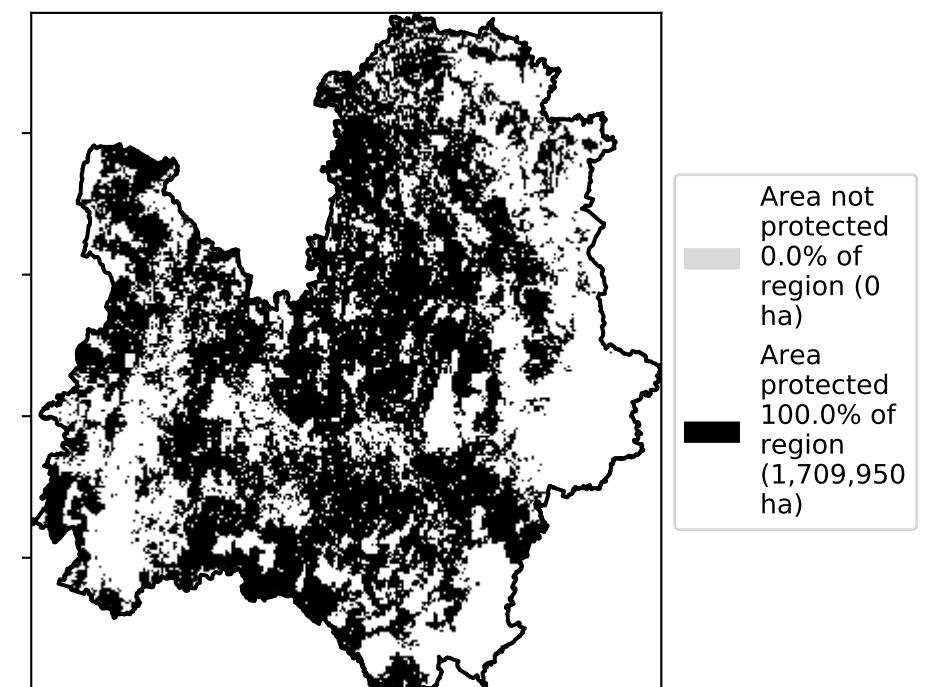 Area not
protected
0.0% of
region (0
ha)
Area
protected
100.0% of
region
(1,709,950
ha)